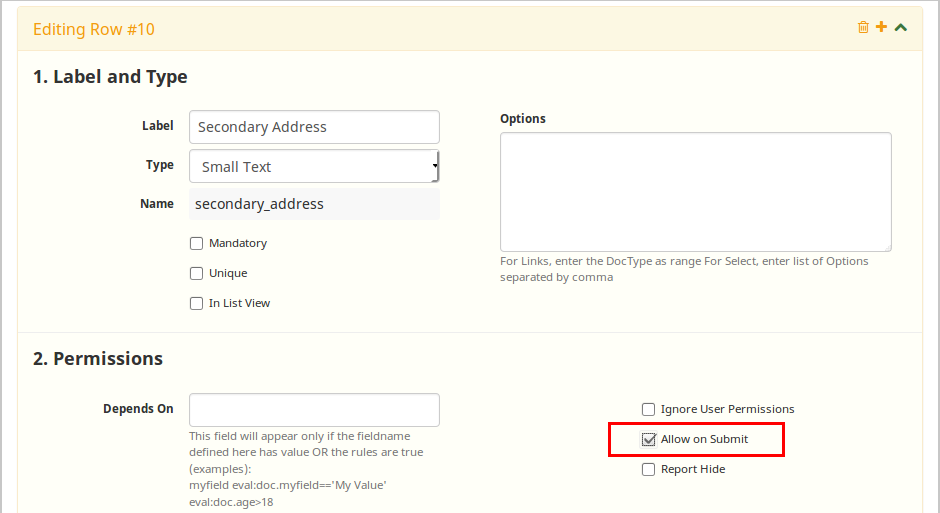 Editing Row #10
1. Label and Type
Label
Secondary Address
Type
Small Text
Name
secondary_address
Mandatory
Unique
In List View
Options
For Links, enter the DocType as range For Select, enter list of Options
separated by comma
2. Permissions
Depends On
This field will appear only if the fieldname
defined here has value OR the rules are true
(examples):
myfield eval:doc.myfield=='My Value'
eval:doc.age>18
Ignore User Permissions
Allow on Submit
Report Hide